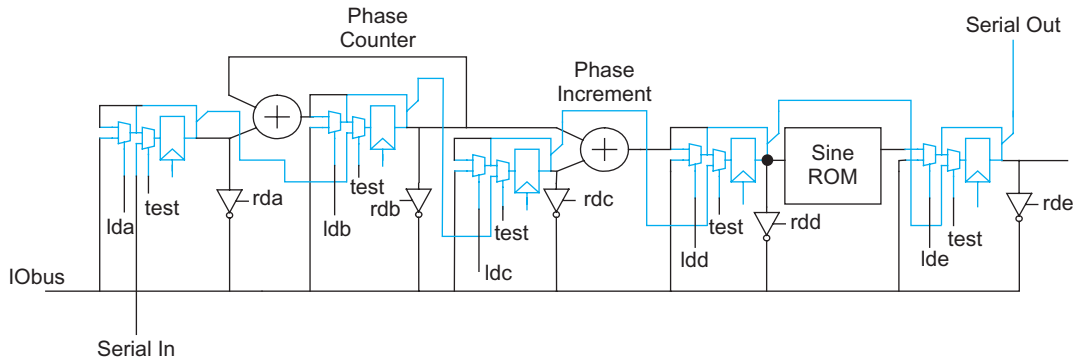 Phase
Counter
Serial Out
Phase
Increment
+
+
Sine
ROM
lda
test
rda
ldb
test
rdb
ldc
test
rdc
ldd
test
rdd
lde
test
rde
IObus
Serial In